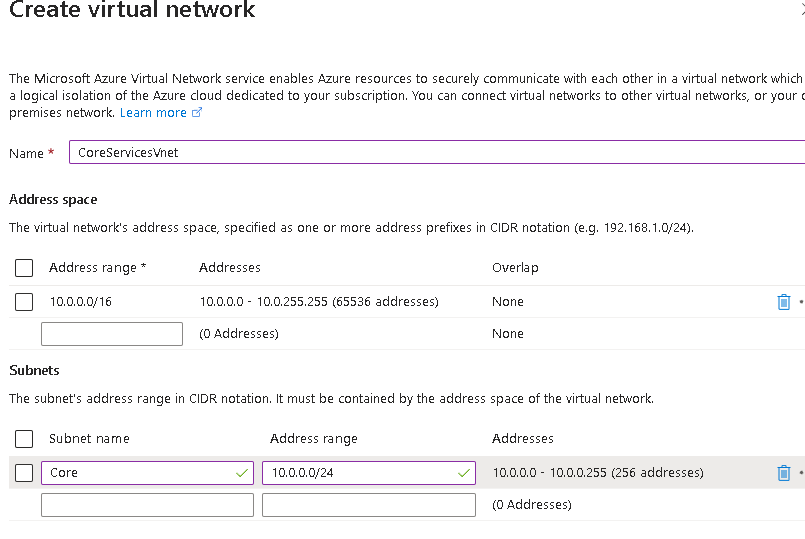 Create virtual network
The Microsoft Azure Virtual Network service enables Azure resources to securely communicate with each other in a virtual network which
a logical isolation of the Azure cloud dedicated to your subscription. You can connect virtual networks to other virtual networks, or your
premises network. Learn more
Name * CoreServicesVnet
Address space
The virtual network's address space, specified as one or more address prefixes in CIDR notation (e.g. 192.168.1.0/24).
Address range * Addresses Overlap
10.0.0.0/16 10.0.0.0 - 10.0.255.255 (65536 addresses) None
(0 Addresses) None
Subnets
The subnet's address range in CIDR notation. It must be contained by the address space of the virtual network.
Subnet name Address range Addresses
Core 10.0.0.0/24 10.0.0.0 - 10.0.0.255 (256 addresses)
(0 Addresses)